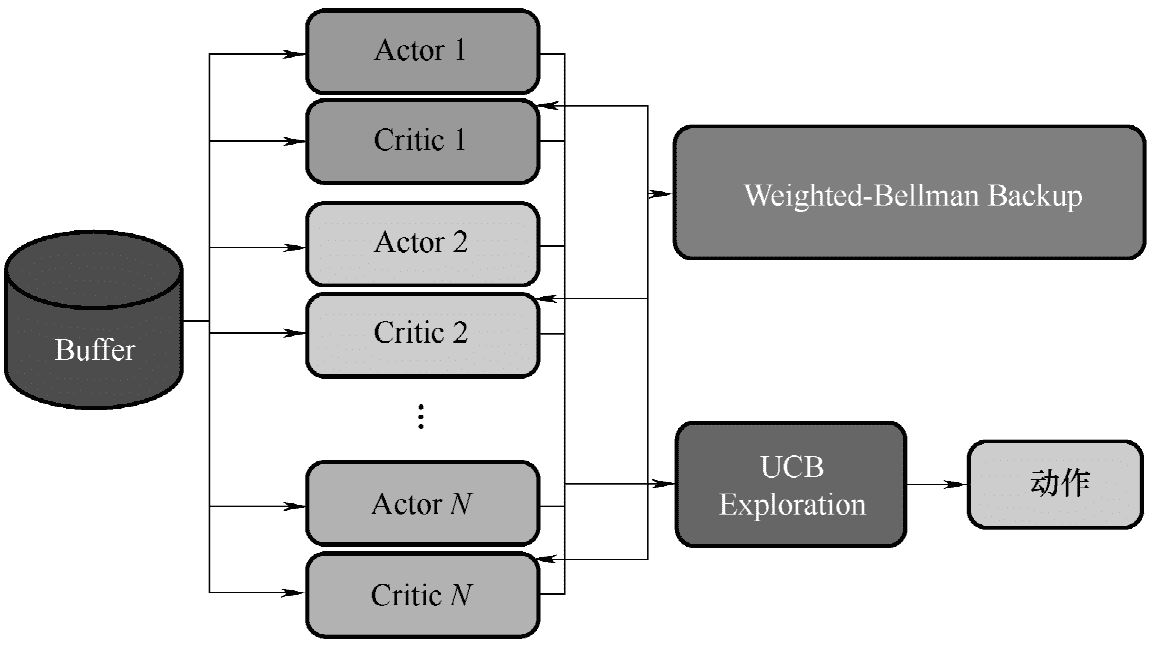 Actor 1
Critic 1
Weighted-Bellman Backup
Actor 2
Critic 2
Buffer
⋮
UCB
Exploration
动作
Actor N
Critic N